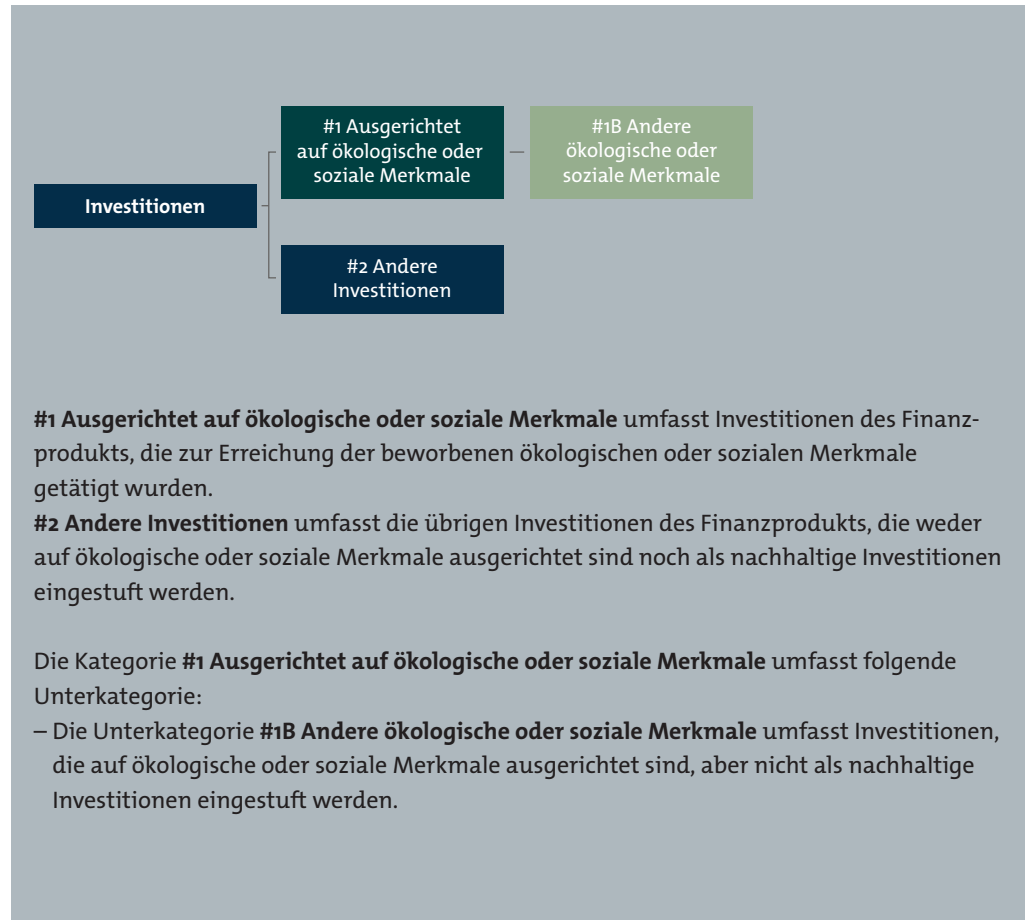 #1 Ausgerichtet
auf ökologische oder
soziale Merkmale
#1B Andere
ökologische oder
soziale Merkmale
Investitionen
#2 Andere
Investitionen
#1 Ausgerichtet auf ökologische oder soziale Merkmale umfasst Investitionen des Finanz-
produkts, die zur Erreichung der beworbenen ökologischen oder sozialen Merkmale
getätigt wurden.
#2 Andere Investitionen umfasst die übrigen Investitionen des Finanzprodukts, die weder
auf ökologische oder soziale Merkmale ausgerichtet sind noch als nachhaltige Investitionen
eingestuft werden.
Die Kategorie #1 Ausgerichtet auf ökologische oder soziale Merkmale umfasst folgende
Unterkategorie:
– Die Unterkategorie #1B Andere ökologische oder soziale Merkmale umfasst Investitionen,
die auf ökologische oder soziale Merkmale ausgerichtet sind, aber nicht als nachhaltige
Investitionen eingestuft werden.